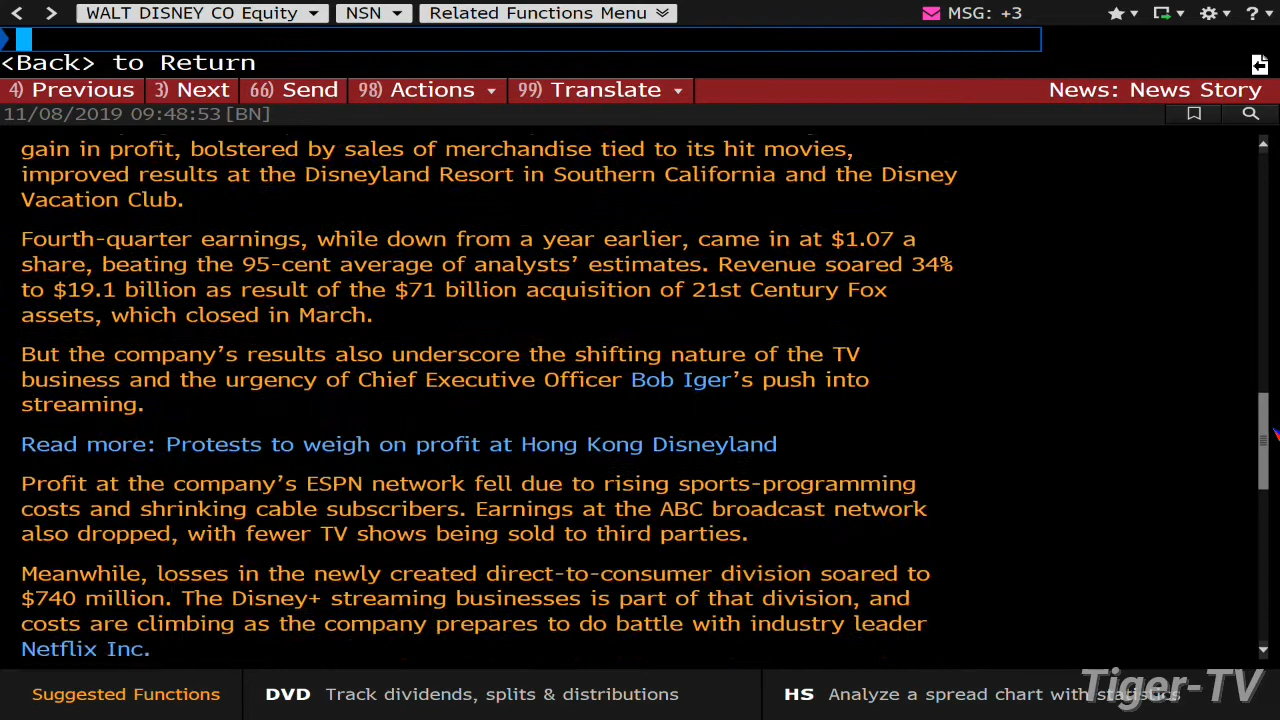 WALT DISNEY CO Equity NSN Related Functions Menu MSG: +3
<Back> to Return
4) Previous 3) Next 66) Send 98) Actions 99) Translate News: News Story
11/08/2019 09:48:53 [BN]
gain in profit, bolstered by sales of merchandise tied to its hit movies,
improved results at the Disneyland Resort in Southern California and the Disney
Vacation Club.
Fourth-quarter earnings, while down from a year earlier, came in at $1.07 a
share, beating the 95-cent average of analysts’ estimates. Revenue soared 34%
to $19.1 billion as result of the $71 billion acquisition of 21st Century Fox
assets, which closed in March.
But the company’s results also underscore the shifting nature of the TV
business and the urgency of Chief Executive Officer Bob Iger’s push into
streaming.
Read more: Protests to weigh on profit at Hong Kong Disneyland
Profit at the company’s ESPN network fell due to rising sports-programming
costs and shrinking cable subscribers. Earnings at the ABC broadcast network
also dropped, with fewer TV shows being sold to third parties.
Meanwhile, losses in the newly created direct-to-consumer division soared to
$740 million. The Disney+ streaming businesses is part of that division, and
costs are climbing as the company prepares to do battle with industry leader
Netflix Inc.
Suggested Functions DVD Track dividends, splits & distributions HS Analyze a spread chart with statistics
Tiger-TV